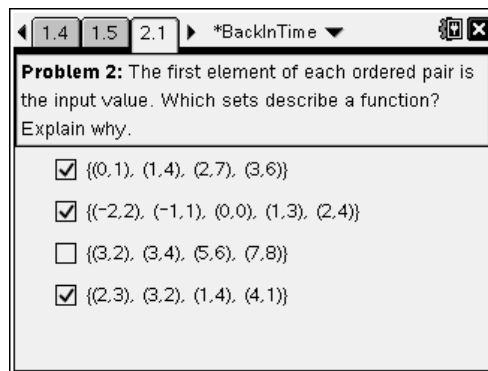 1.4 1.5 2.1 *BackInTime
Problem 2: The first element of each ordered pair is
the input value. Which sets describe a function?
Explain why.
{(0,1), (1,4), (2,7), (3,6)}
{(-2,2), (-1,1), (0,0), (1,3), (2,4)}
{(3,2), (3,4), (5,6), (7,8)}
{(2,3), (3,2), (1,4), (4,1)}